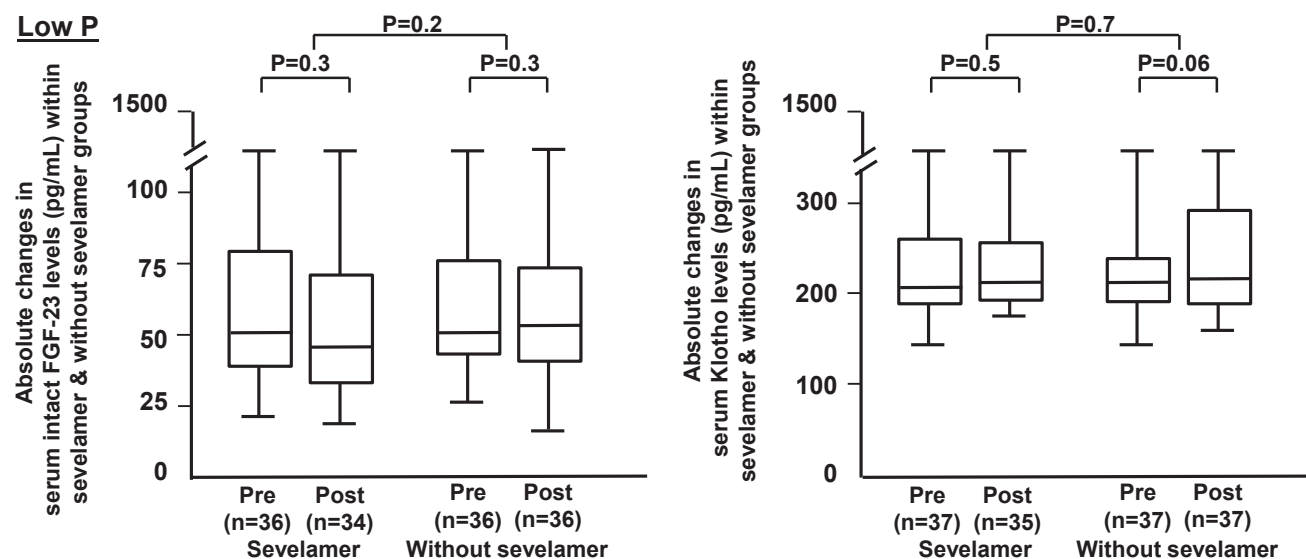 Low P
P=0.2
P=0.3
P=0.3
Absolute changes in
serum intact FGF-23 levels (pg/mL) within
sevelamer & without sevelamer groups
1500
100
75
50
25
0
Pre
Post
Pre
Post
(n=36)
(n=34)
(n=36)
(n=36)
Sevelamer
Without sevelamer
P=0.7
P=0.5
P=0.06
Absolute changes in
serum Klotho levels (pg/mL) within
sevelamer & without sevelamer groups
1500
300
200
100
0
Pre
Post
Pre
Post
(n=37)
(n=35)
(n=37)
(n=37)
Sevelamer
Without sevelamer